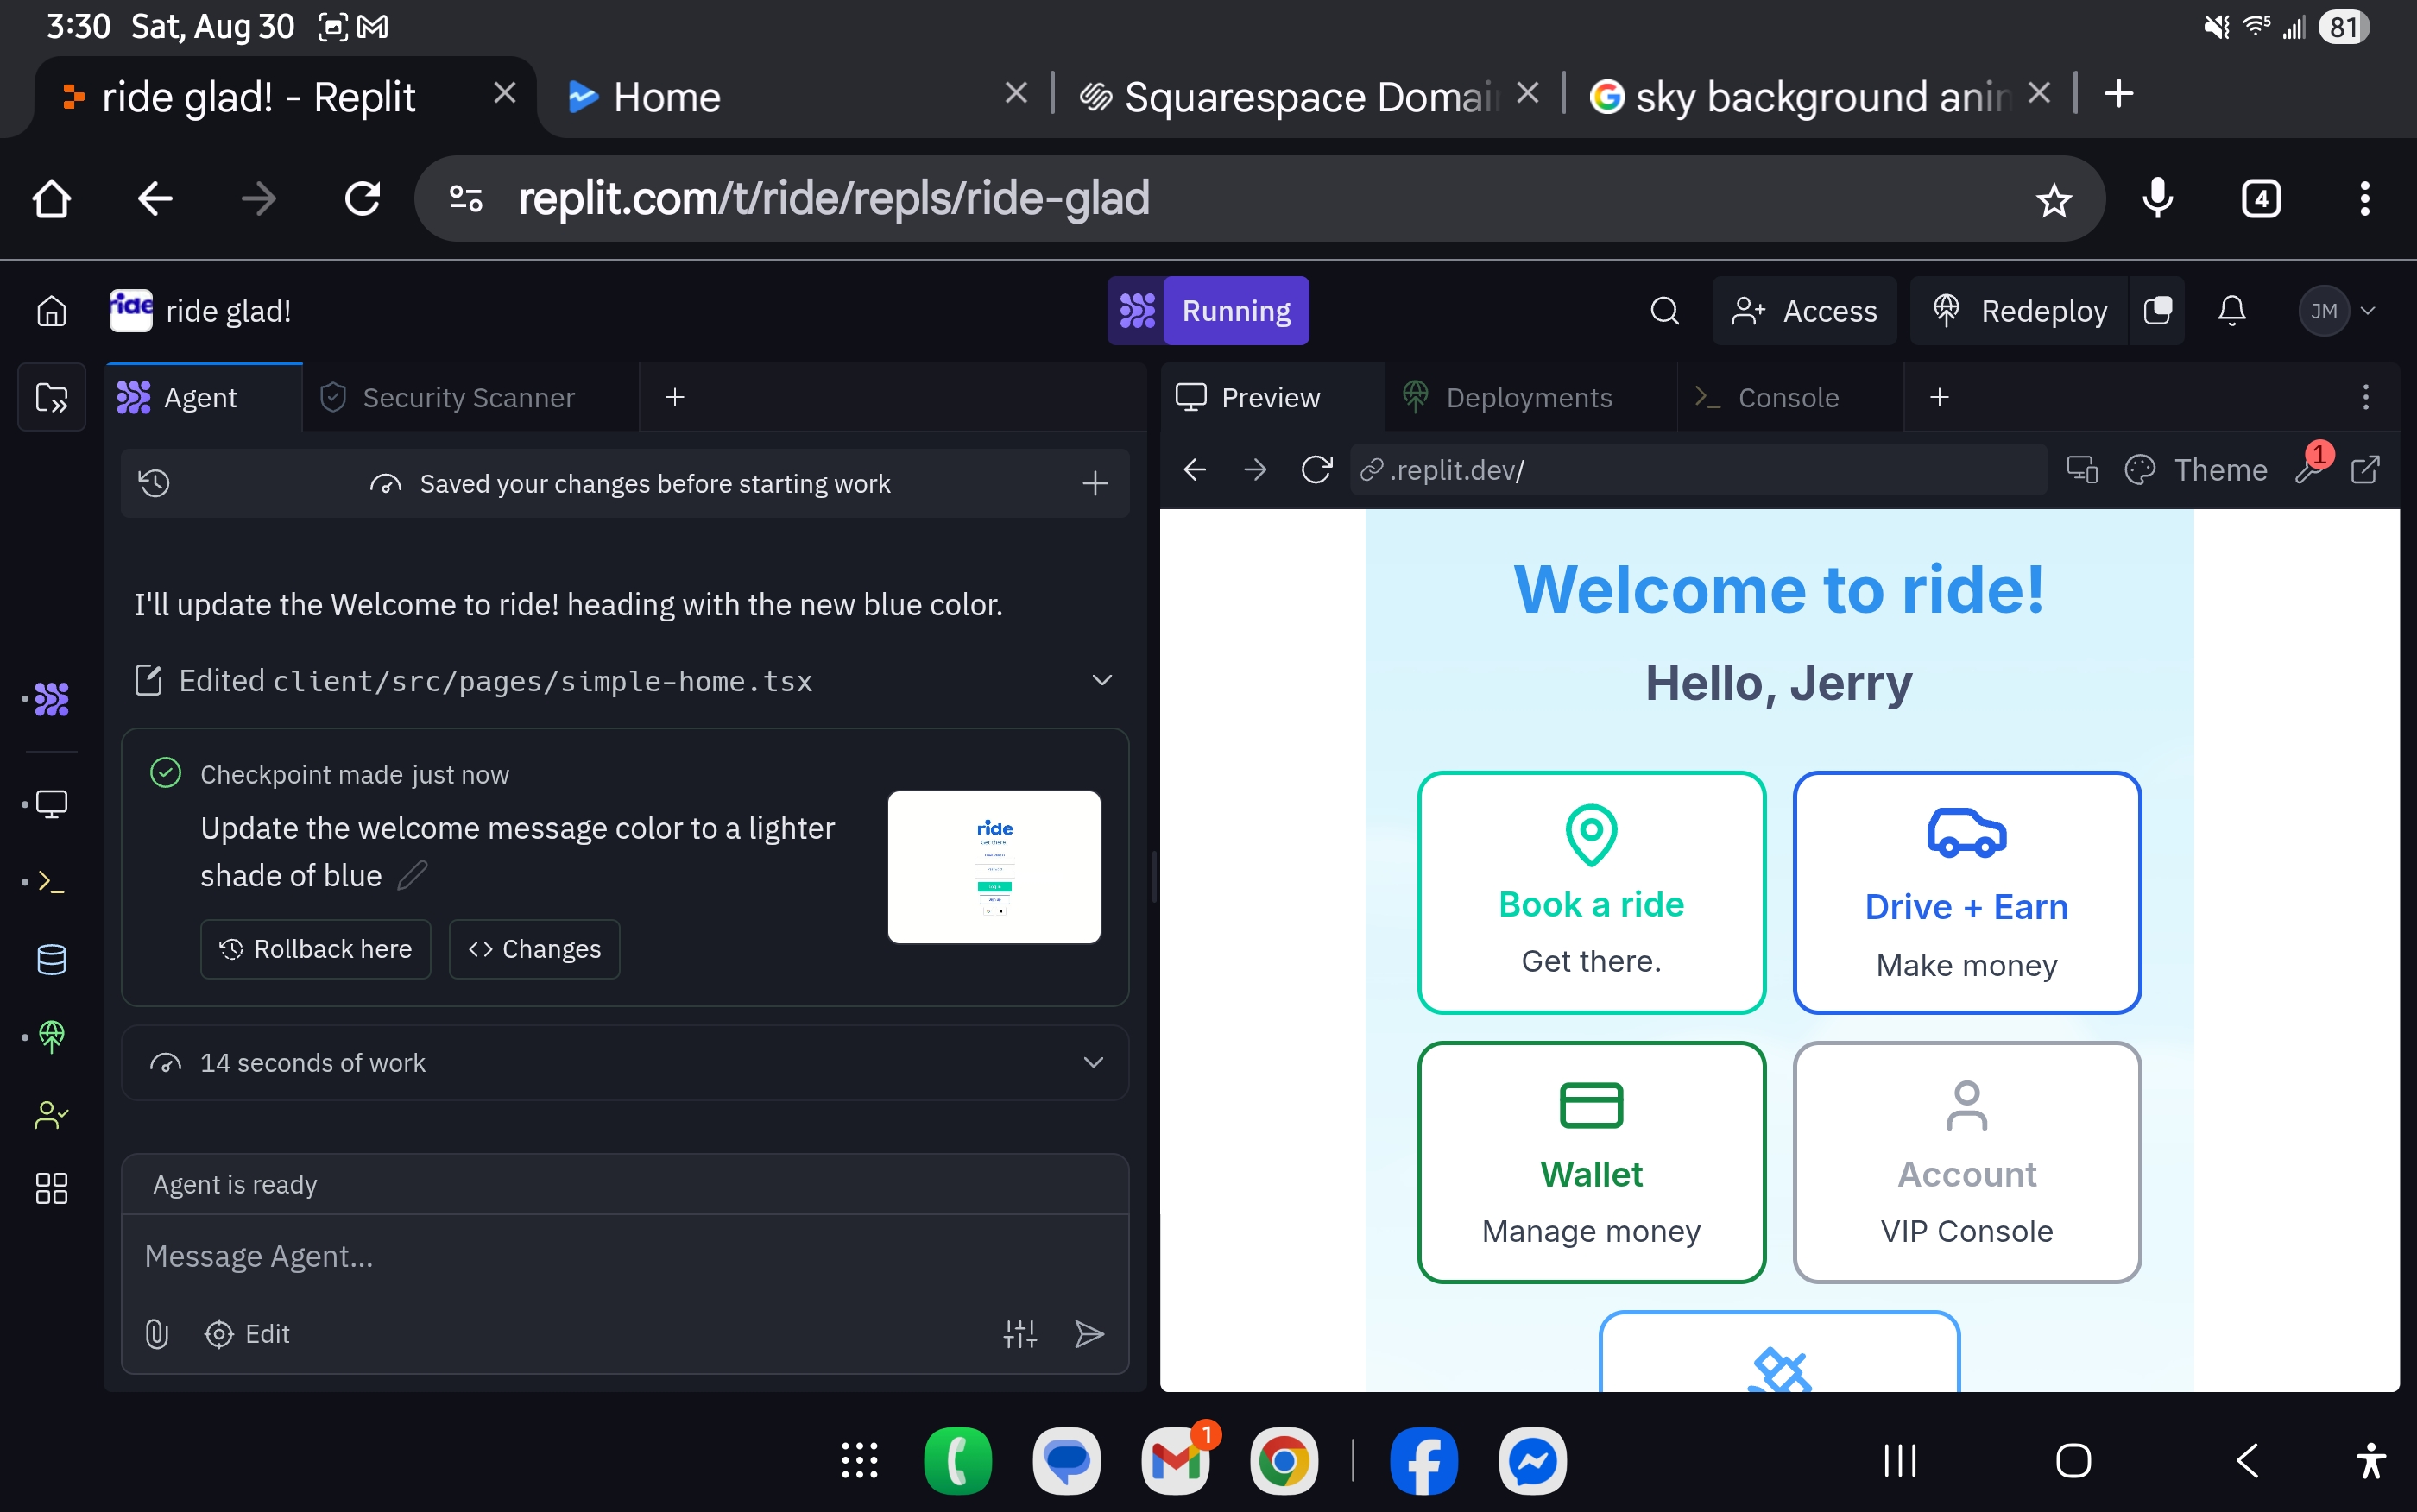 3:30 Sat, Aug 30
5
81
ride glad! - Replit
Home
Squarespace Domai
sky background anin
replit.com/t/ride/repls/ride-glad
4
ride
ride glad!
Running
Access
Redeploy
JM
Agent
Security Scanner
Preview
Deployments
Console
Saved your changes before starting work
.replit.dev/
Theme
1
I'll update the Welcome to ride! heading with the new blue color.
Edited client/src/pages/simple-home.tsx
Checkpoint made just now
Update the welcome message color to a lighter
shade of blue
ride
Rollback here
Changes
14 seconds of work
Agent is ready
Message Agent...
Edit
Welcome to ride!
Hello, Jerry
Book a ride
Get there.
Drive + Earn
Make money
Wallet
Manage money
Account
VIP Console
1